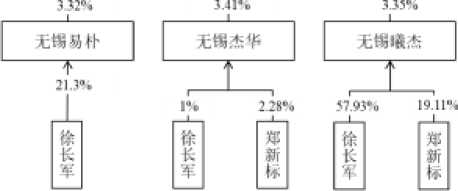 3.32% 3.41% 3.35%
无锡易朴 无锡杰华 无锡曦杰
21.3%
1% 2.28% 57.93% 19.11%
徐长军 徐长军 郑新标 徐长军 郑新标